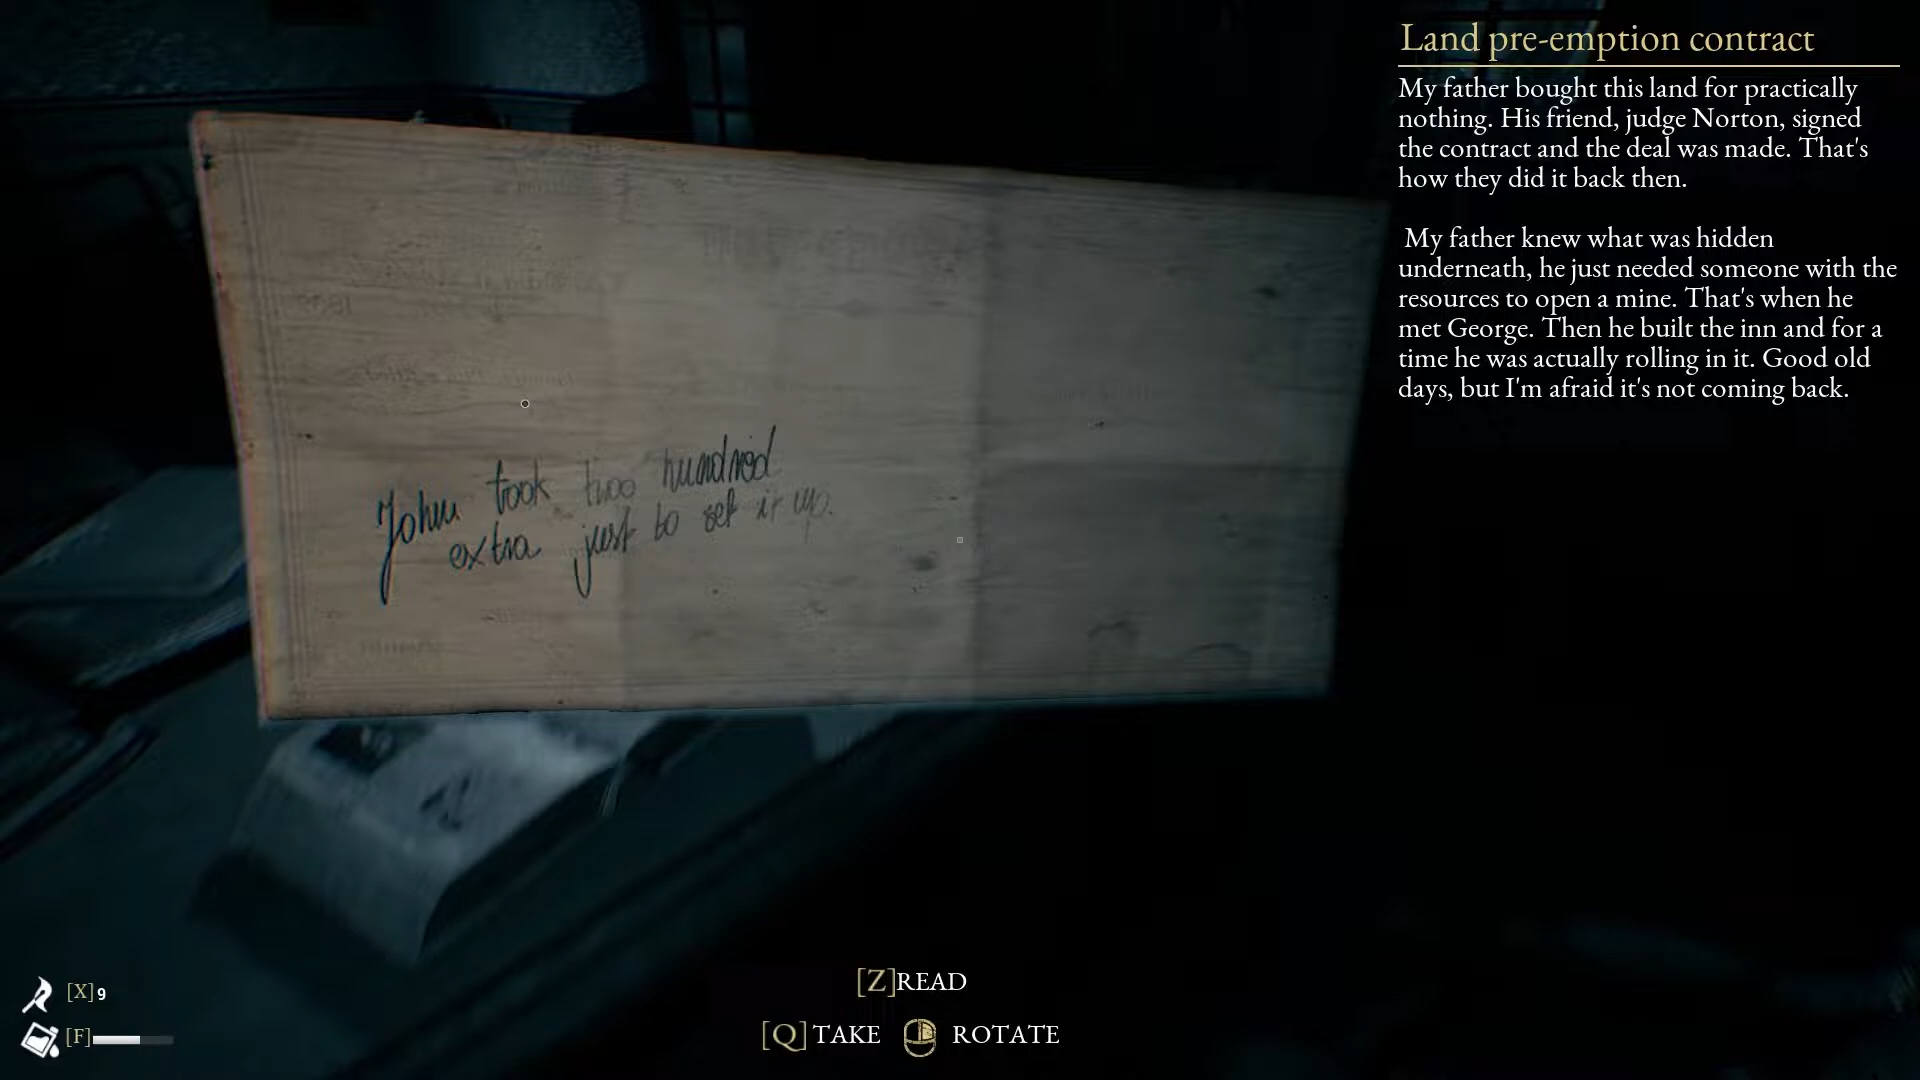 Land pre-emption contract
My father bought this land for practically
nothing. His friend, judge Norton, signed
the contract and the deal was made. That's
how they did it back then.
My father knew what was hidden
underneath, he just needed someone with the
resources to open a mine. That's when he
met George. Then he built the inn and for a
time he was actually rolling in it. Good old
days, but I'm afraid it's not coming back.
John took two hundred
extra just to set it up.
[X] 9
[F]
[Z] READ
[Q] TAKE ROTATE